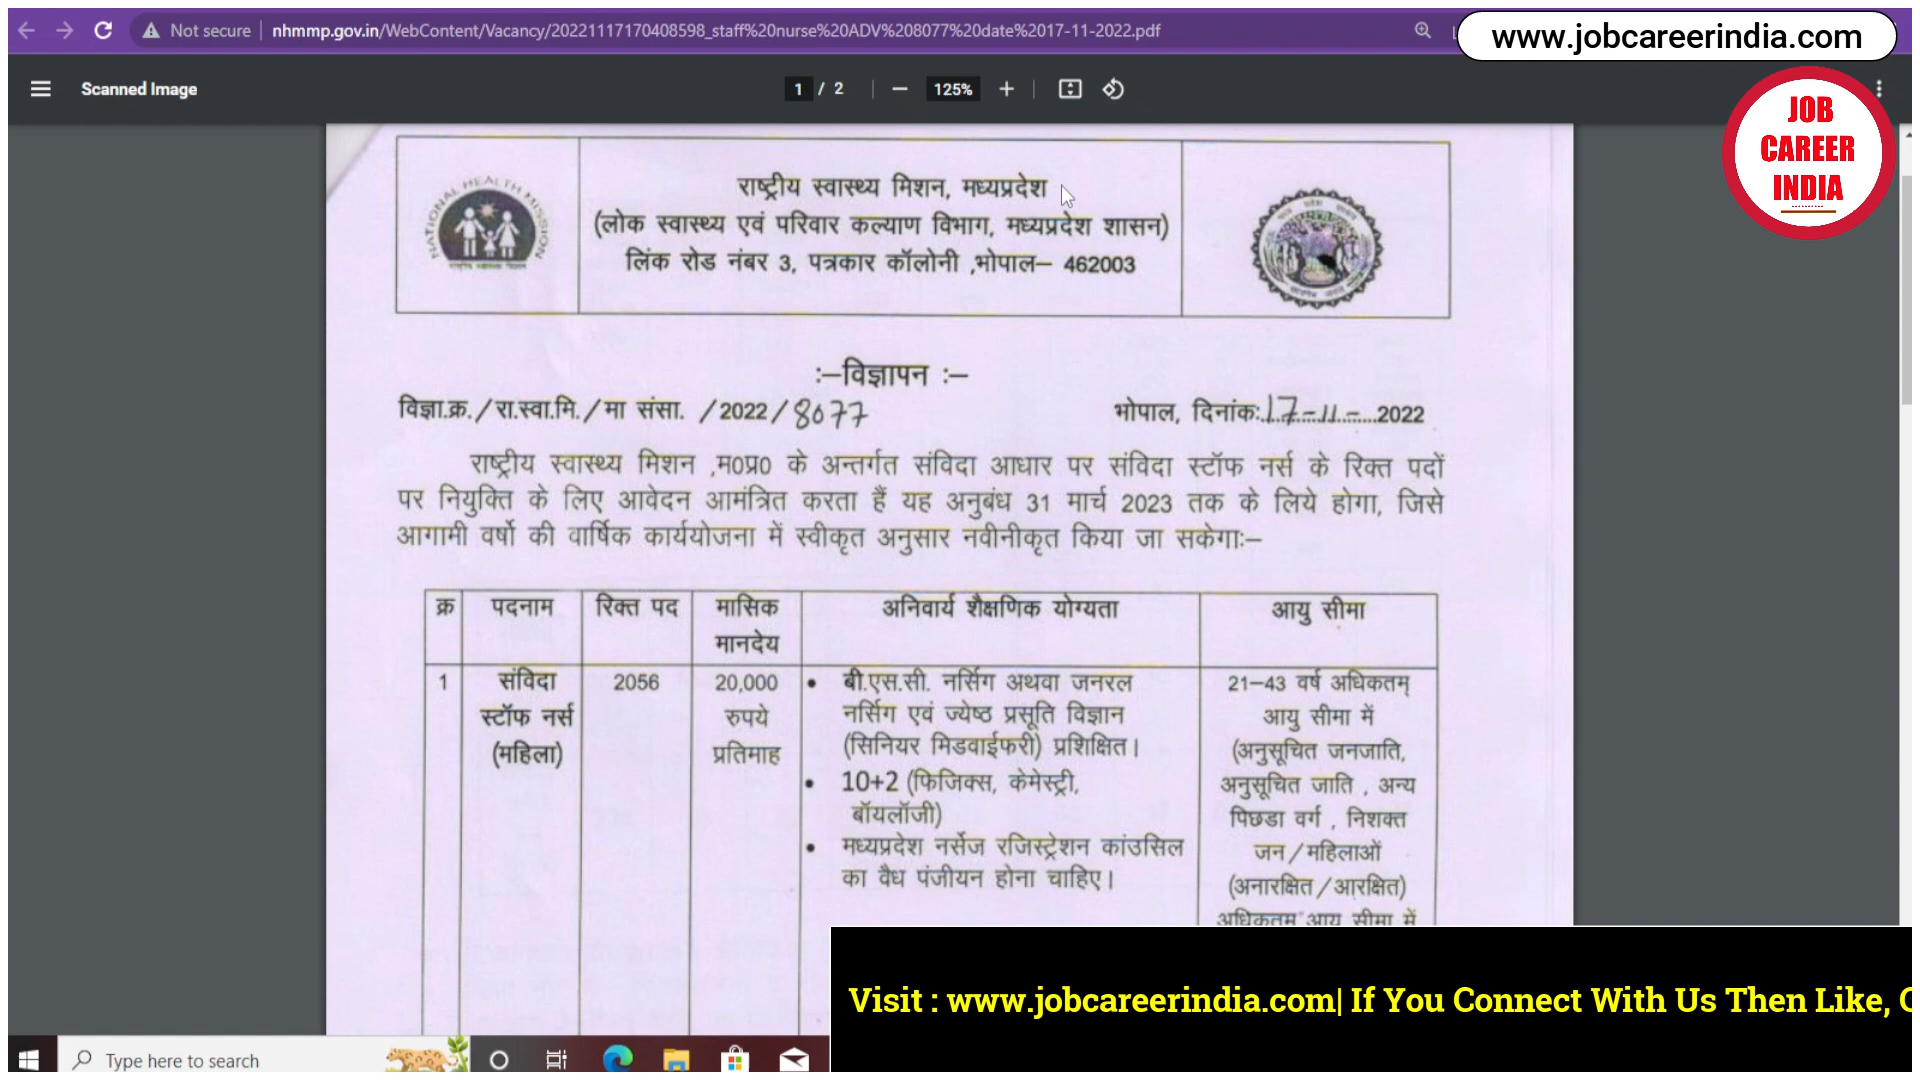 Not secure | nhmmp.gov.in/WebContent/Vacancy/20221117170408598_staff%20nurse%20ADV%208077%20date%2017-11-2022.pdf
www.jobcareerindia.com
Scanned Image
1 / 2
125%
JOB
CAREER
INDIA
NATIONAL HEALTH MISSION
राष्ट्रीय स्वास्थ्य मिशन, मध्यप्रदेश
(लोक स्वास्थ्य एवं परिवार कल्याण विभाग, मध्यप्रदेश शासन)
लिंक रोड नंबर 3, पत्रकार कॉलोनी ,भोपाल– 462003
:–विज्ञापन :–
विज्ञा.क्र./रा.स्वा.मि./मा संसा. /2022/8077
भोपाल, दिनांक:17-11-2022
राष्ट्रीय स्वास्थ्य मिशन ,म0प्र0 के अन्तर्गत संविदा आधार पर संविदा स्टॉफ नर्स के रिक्त पदों
पर नियुक्ति के लिए आवेदन आमंत्रित करता हैं यह अनुबंध 31 मार्च 2023 तक के लिये होगा, जिसे
आगामी वर्षो की वार्षिक कार्ययोजना में स्वीकृत अनुसार नवीनीकृत किया जा सकेगाः–
क्र
पदनाम
रिक्त पद
मासिक
मानदेय
अनिवार्य शैक्षणिक योग्यता
आयु सीमा
1
संविदा
स्टॉफ नर्स
(महिला)
2056
20,000
रुपये
प्रतिमाह
• बी.एस.सी. नर्सिग अथवा जनरल
नर्सिग एवं ज्येष्ठ प्रसूति विज्ञान
(सिनियर मिडवाईफरी) प्रशिक्षित।
• 10+2 (फिजिक्स, केमेस्ट्री,
बॉयलॉजी)
• मध्यप्रदेश नर्सेज रजिस्ट्रेशन कांउसिल
का वैध पंजीयन होना चाहिए।
21–43 वर्ष अधिकतम्
आयु सीमा में
(अनुसूचित जनजाति,
अनुसूचित जाति , अन्य
पिछडा वर्ग , निशक्त
जन/महिलाओं
(अनारक्षित/आरक्षित)
अधिकतम आयु सीमा में
Visit : www.jobcareerindia.com| If You Connect With Us Then Like,
Type here to search